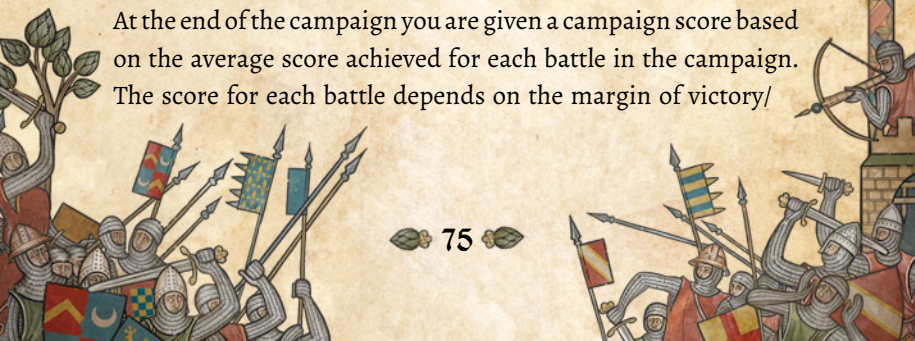 At the end of the campaign you are given a campaign score based
on the average score achieved for each battle in the campaign.
The score for each battle depends on the margin of victory/
75